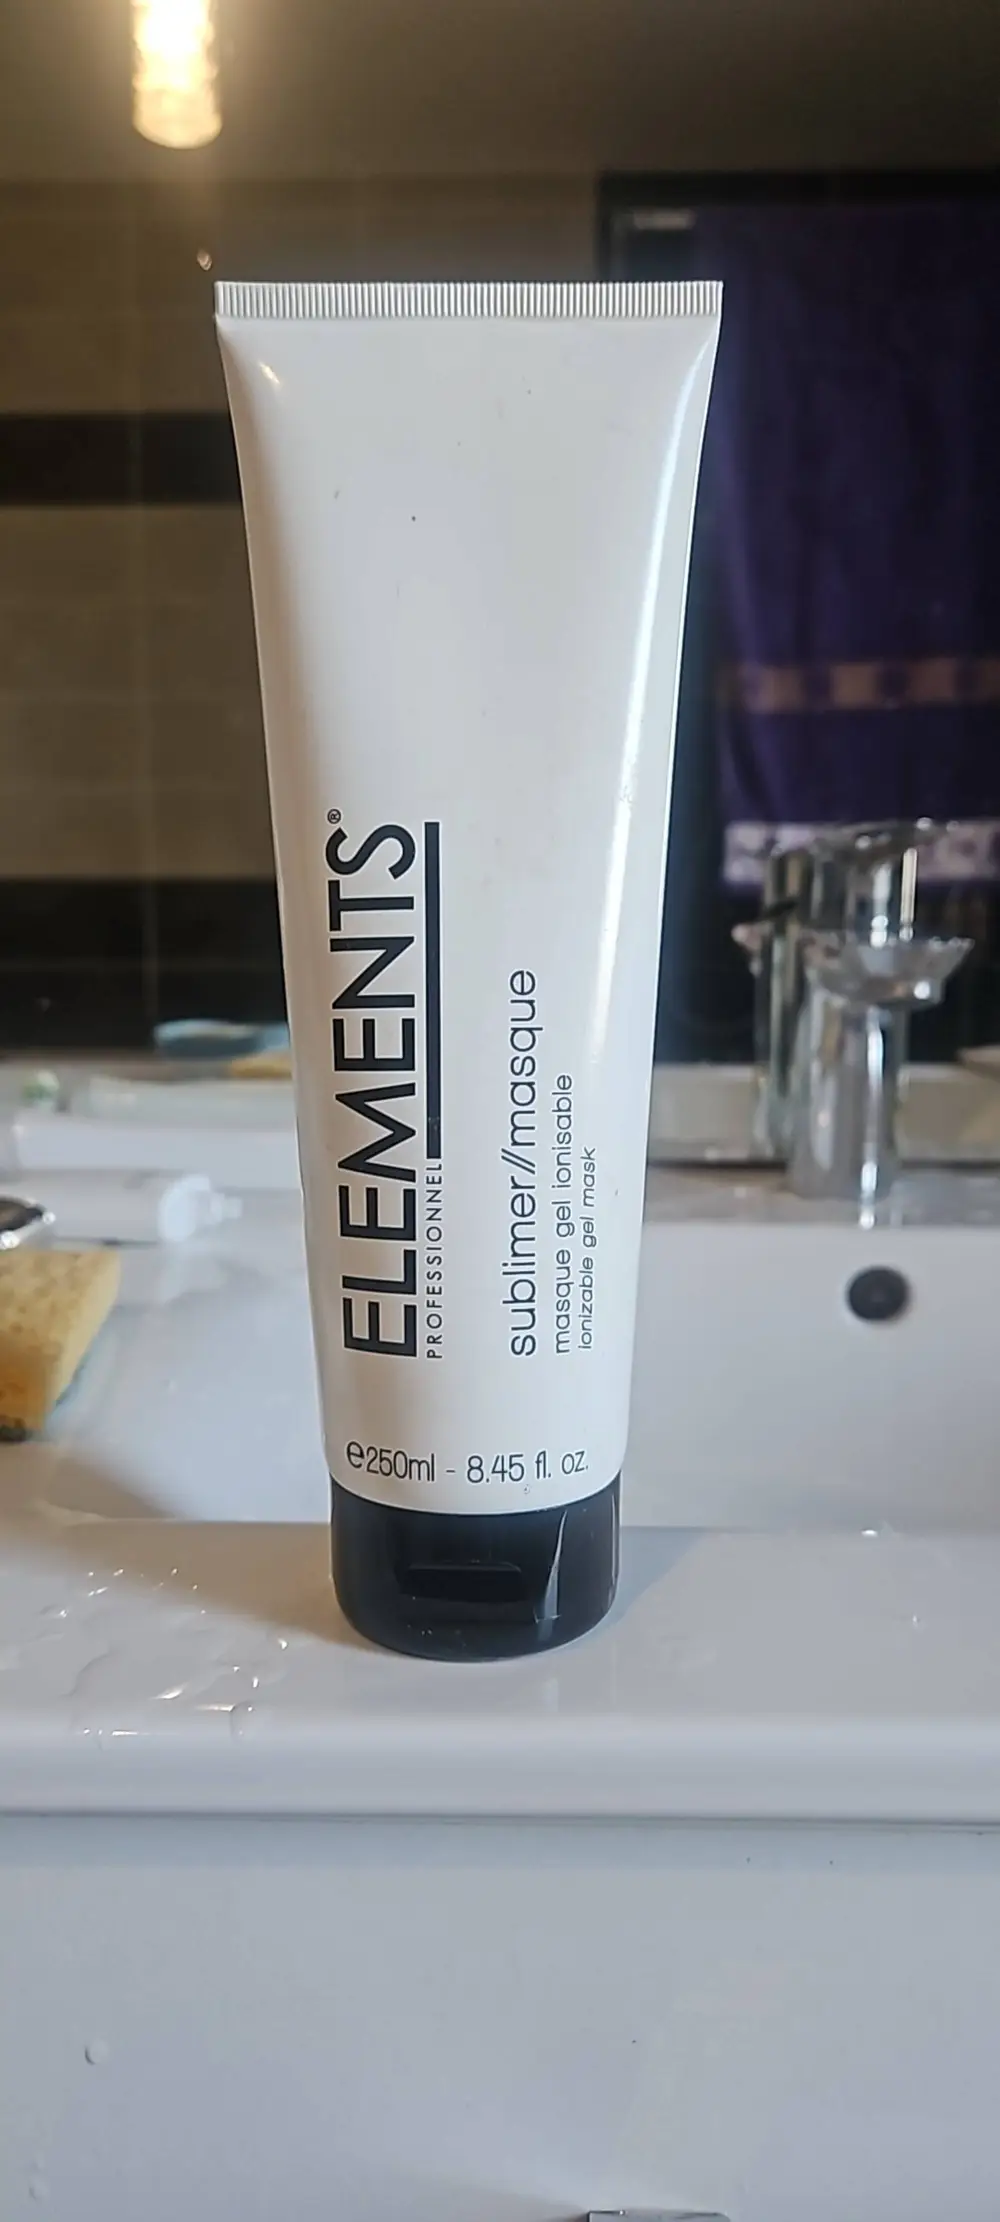 ELEMENTS®
PROFESSIONNEL
sublimer//masque
masque gel ionisable
ionizable gel mask
℮250ml - 8.45 fl. oz.